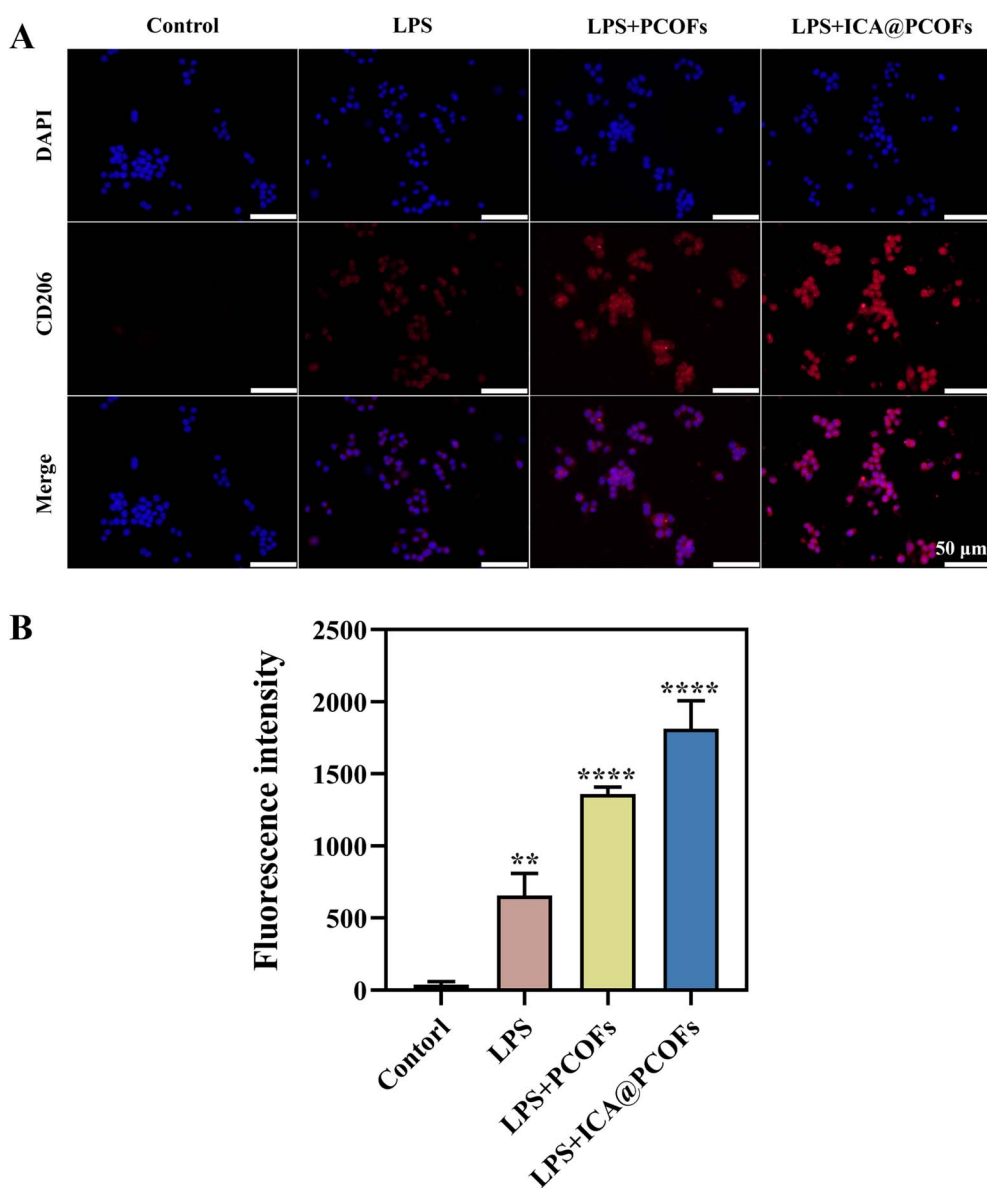 A
Control LPS LPS+PCOFs LPS+ICA@PCOFs
DAPI
CD206
Merge
50 µm
B
Fluorescence intensity
2500
2000
1500
1000
500
0
**
****
****
Contorl
LPS
LPS+PCOFs
LPS+ICA@PCOFs